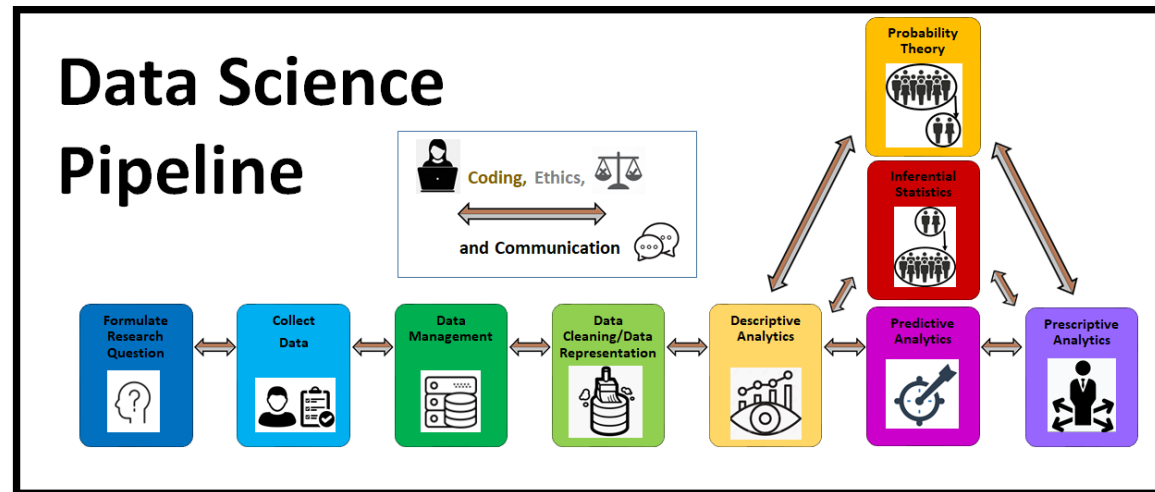 Data Science
Pipeline
Coding, Ethics,
and Communication
Probability
Theory
Inferential
Statistics
Formulate
Research
Question
Collect
Data
Data
Management
Data
Cleaning/Data
Representation
Descriptive
Analytics
Predictive
Analytics
Prescriptive
Analytics